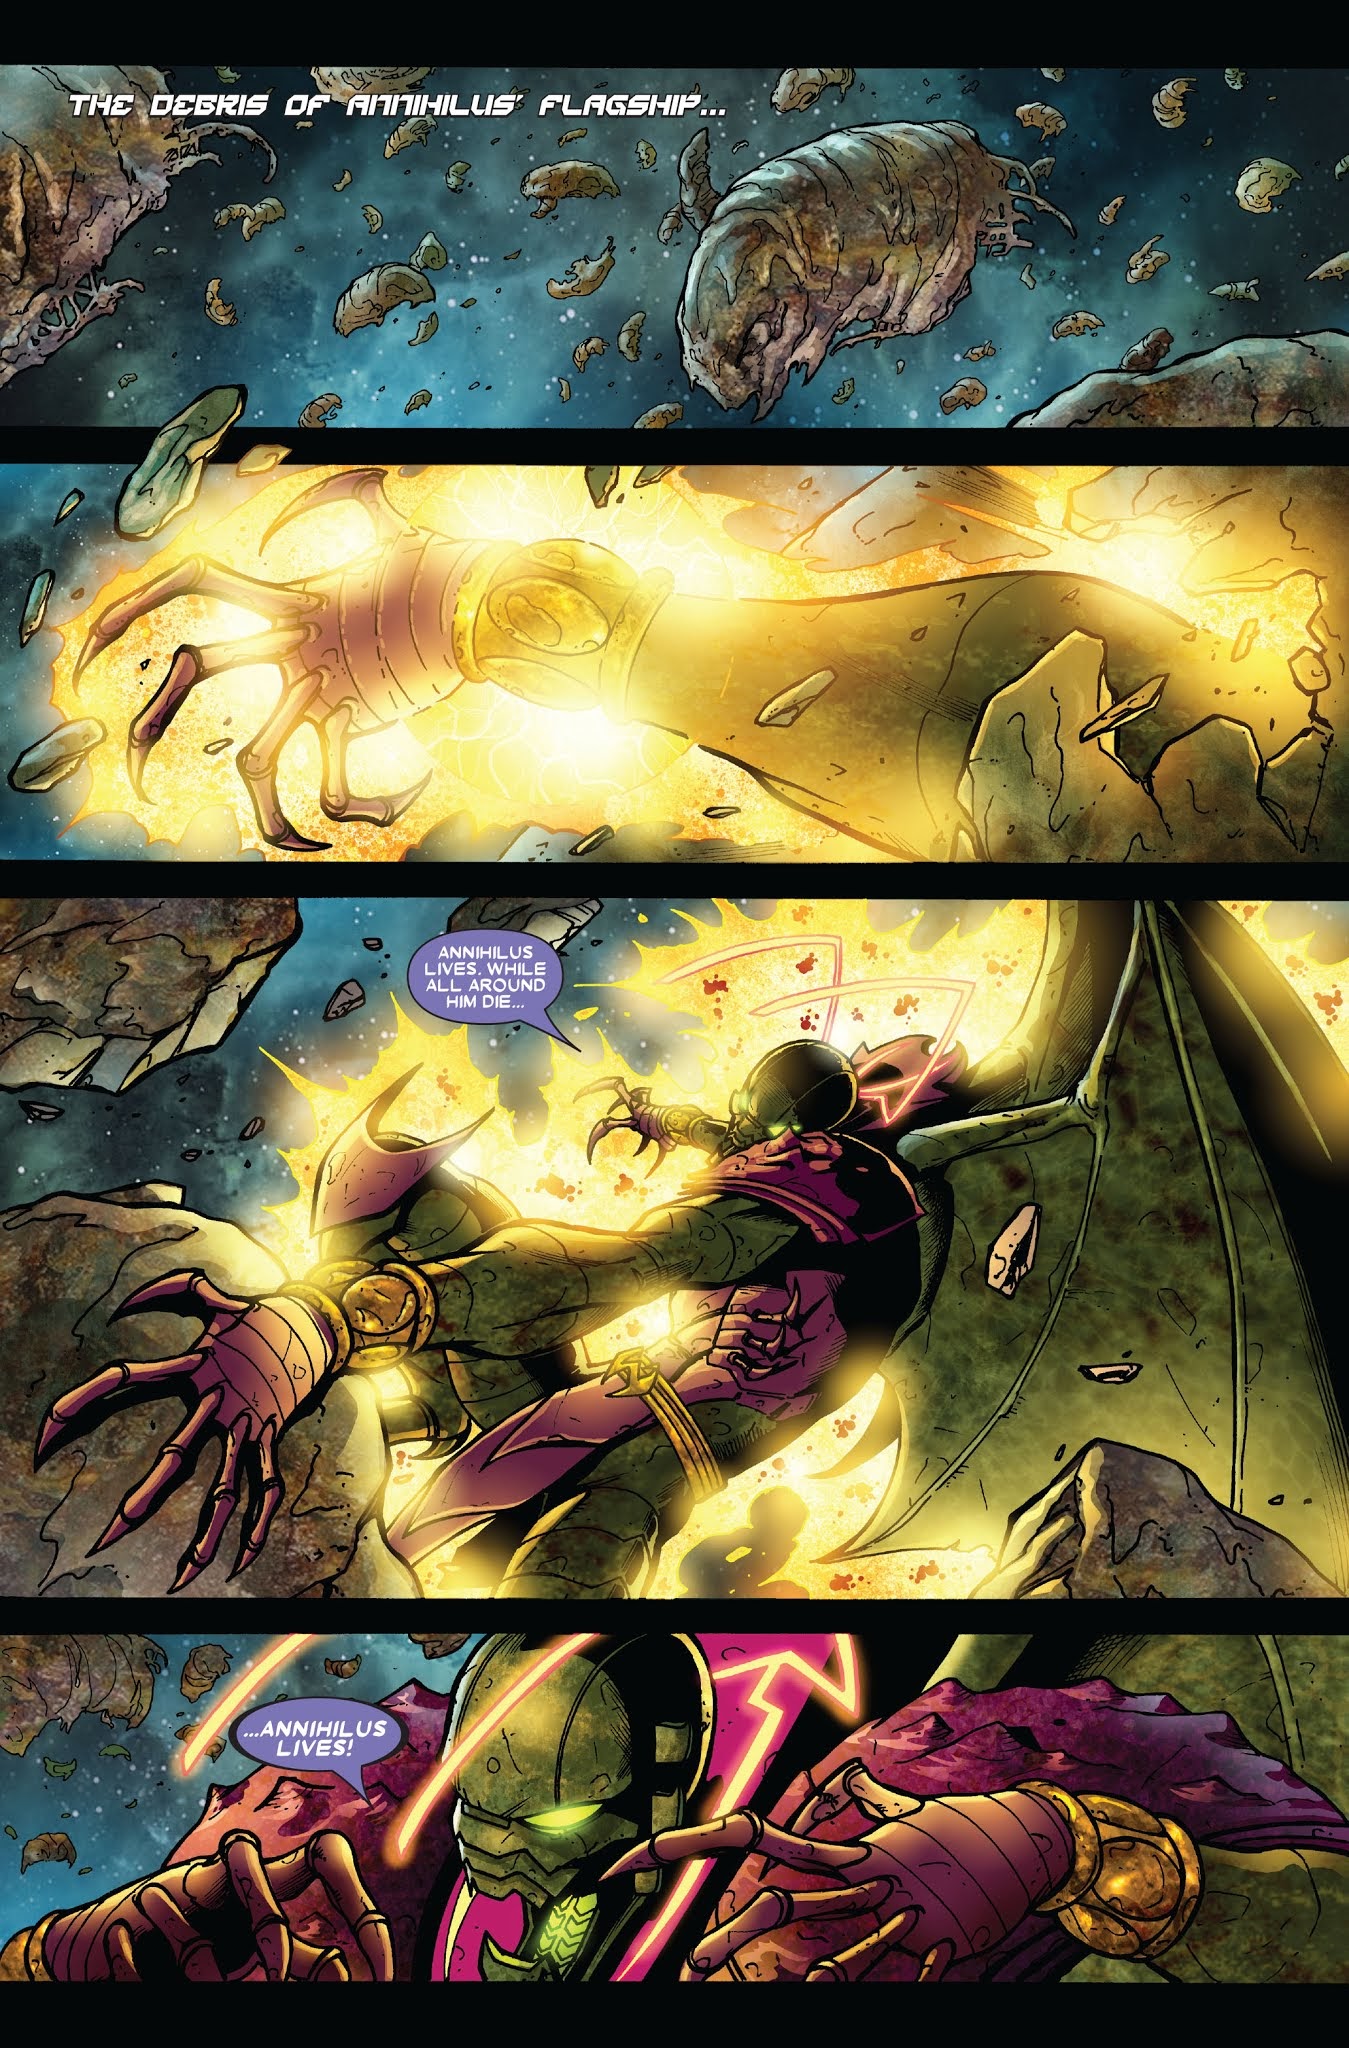 THE DEBRIS OF ANNIHILUS' FLAGSHIP...
ANNIHILUS
LIVES. WHILE
ALL AROUND
HIM DIE...
...ANNIHILUS
LIVES!